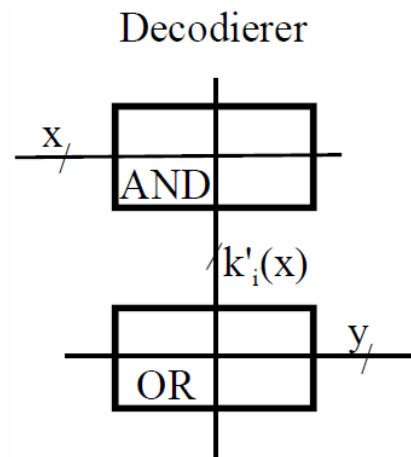 Decodierer
x
AND
k'ᵢ(x)
y
OR